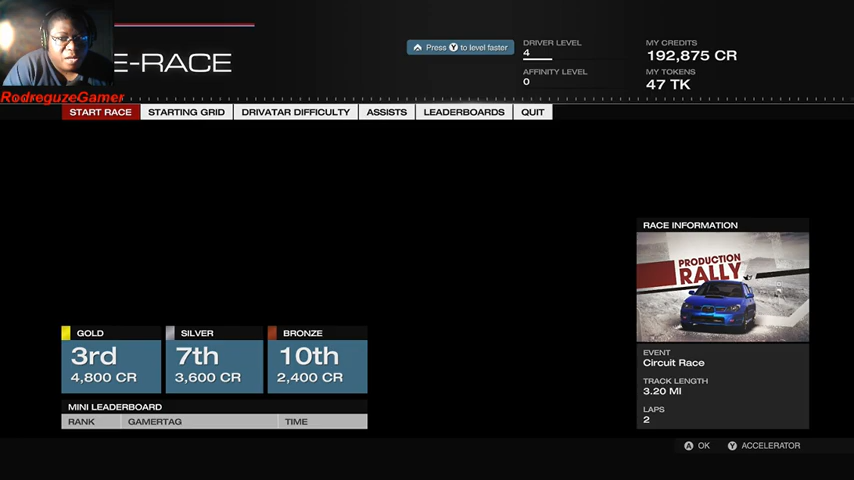 E-RACE
Press Y to level faster
DRIVER LEVEL
4
AFFINITY LEVEL
0
MY CREDITS
192,875 CR
MY TOKENS
47 TK
RodreguzeGamer
START RACE
STARTING GRID
DRIVATAR DIFFICULTY
ASSISTS
LEADERBOARDS
QUIT
RACE INFORMATION
PRODUCTION
RALLY
GOLD
3rd
4,800 CR
SILVER
7th
3,600 CR
BRONZE
10th
2,400 CR
EVENT
Circuit Race
TRACK LENGTH
3.20 MI
LAPS
2
MINI LEADERBOARD
RANK GAMERTAG TIME
A OK Y ACCELERATOR